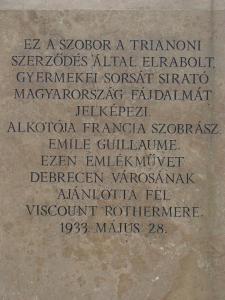 EZ A SZOBOR A TRIANONI
SZERZŐDÉS ÁLTAL ELRABOLT,
GYERMEKEI SORSÁT SIRATÓ
MAGYARORSZÁG FÁJDALMÁT
JELKÉPEZI.
ALKOTÓJA FRANCIA SZOBRÁSZ
EMILE GUILLAUME.
EZEN EMLÉKMŰVET
DEBRECEN VÁROSÁNAK
AJÁNLOTTA FEL
VISCOUNT ROTHERMERE.
1933. MÁJUS 28.